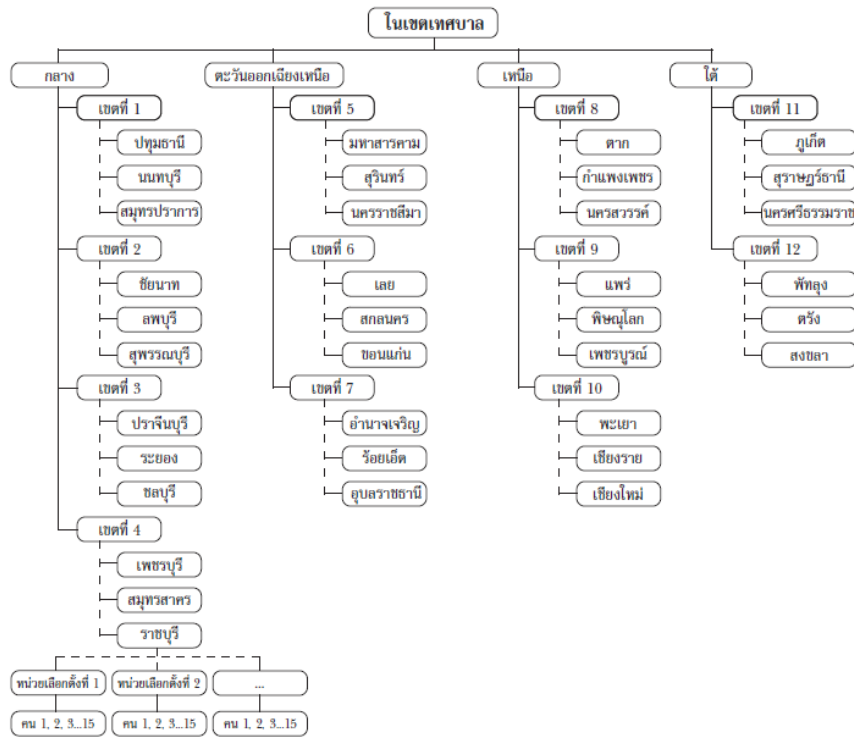 ในเขตเทศบาล
กลาง
เขตที่ 1
ปทุมธานี
นนทบุรี
สมุทรปราการ
เขตที่ 2
ชัยนาท
ลพบุรี
สุพรรณบุรี
เขตที่ 3
ปราจีนบุรี
ระยอง
ชลบุรี
เขตที่ 4
เพชรบุรี
สมุทรสาคร
ราชบุรี
หน่วยเลือกตั้งที่ 1
คน 1, 2, 3...15
หน่วยเลือกตั้งที่ 2
คน 1, 2, 3...15
...
คน 1, 2, 3...15
ตะวันออกเฉียงเหนือ
เขตที่ 5
มหาสารคาม
สุรินทร์
นครราชสีมา
เขตที่ 6
เลย
สกลนคร
ขอนแก่น
เขตที่ 7
อำนาจเจริญ
ร้อยเอ็ด
อุบลราชธานี
เหนือ
เขตที่ 8
ตาก
กำแพงเพชร
นครสวรรค์
เขตที่ 9
แพร่
พิษณุโลก
เพชรบูรณ์
เขตที่ 10
พะเยา
เชียงราย
เชียงใหม่
ใต้
เขตที่ 11
ภูเก็ต
สุราษฎร์ธานี
นครศรีธรรมราช
เขตที่ 12
พัทลุง
ตรัง
สงขลา